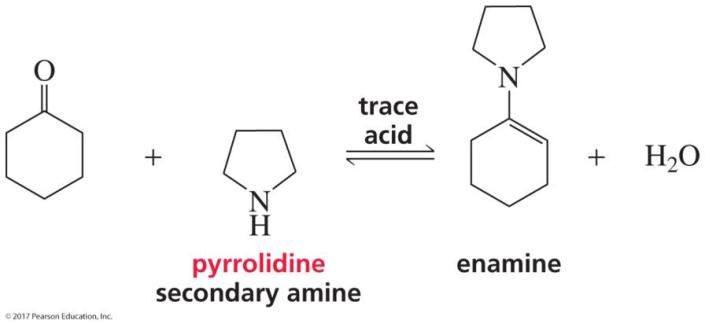 O
+
N
H
pyrrolidine
secondary amine
trace
acid
N
enamine
+
H₂O
© 2017 Pearson Education, Inc.